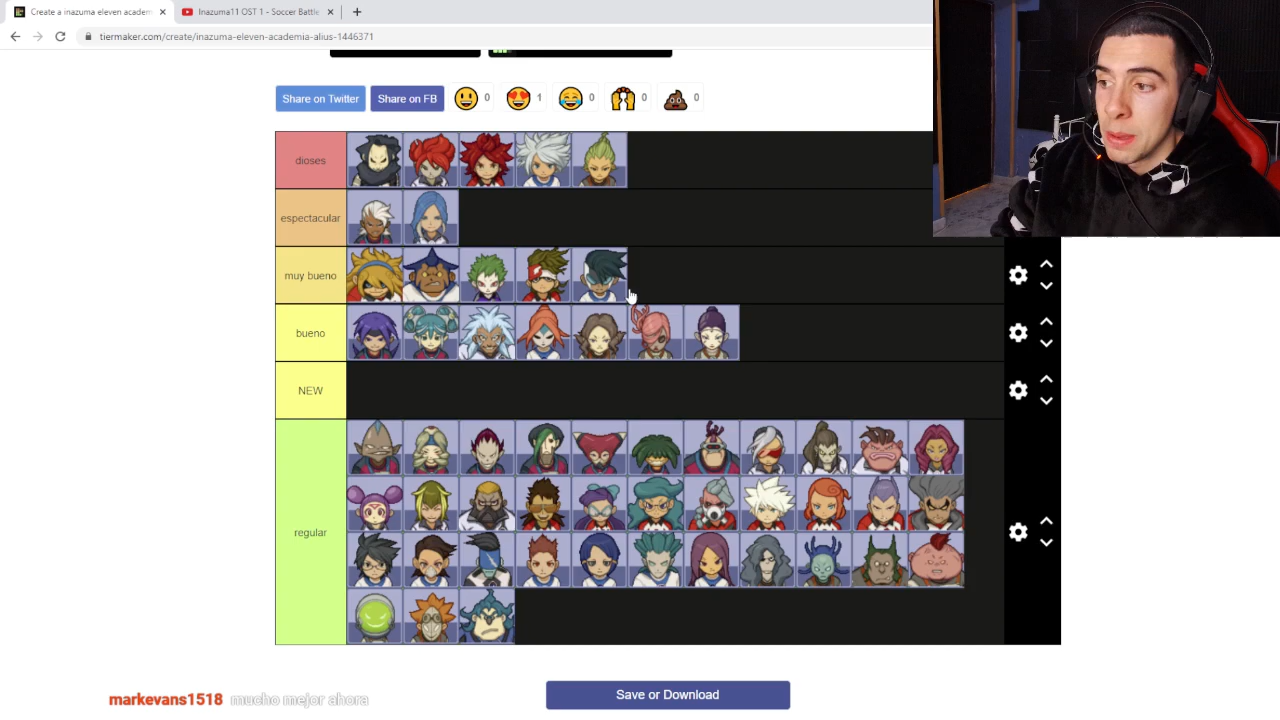 Create a inazuma eleven academ
Inazuma11 OST 1 - Soccer Battle
tiermaker.com/create/inazuma-eleven-academia-alius-1446371
Share on Twitter
Share on FB
0
1
0
0
0
dioses
espectacular
muy bueno
bueno
NEW
regular
Save or Download
markevans1518 mucho mejor ahora